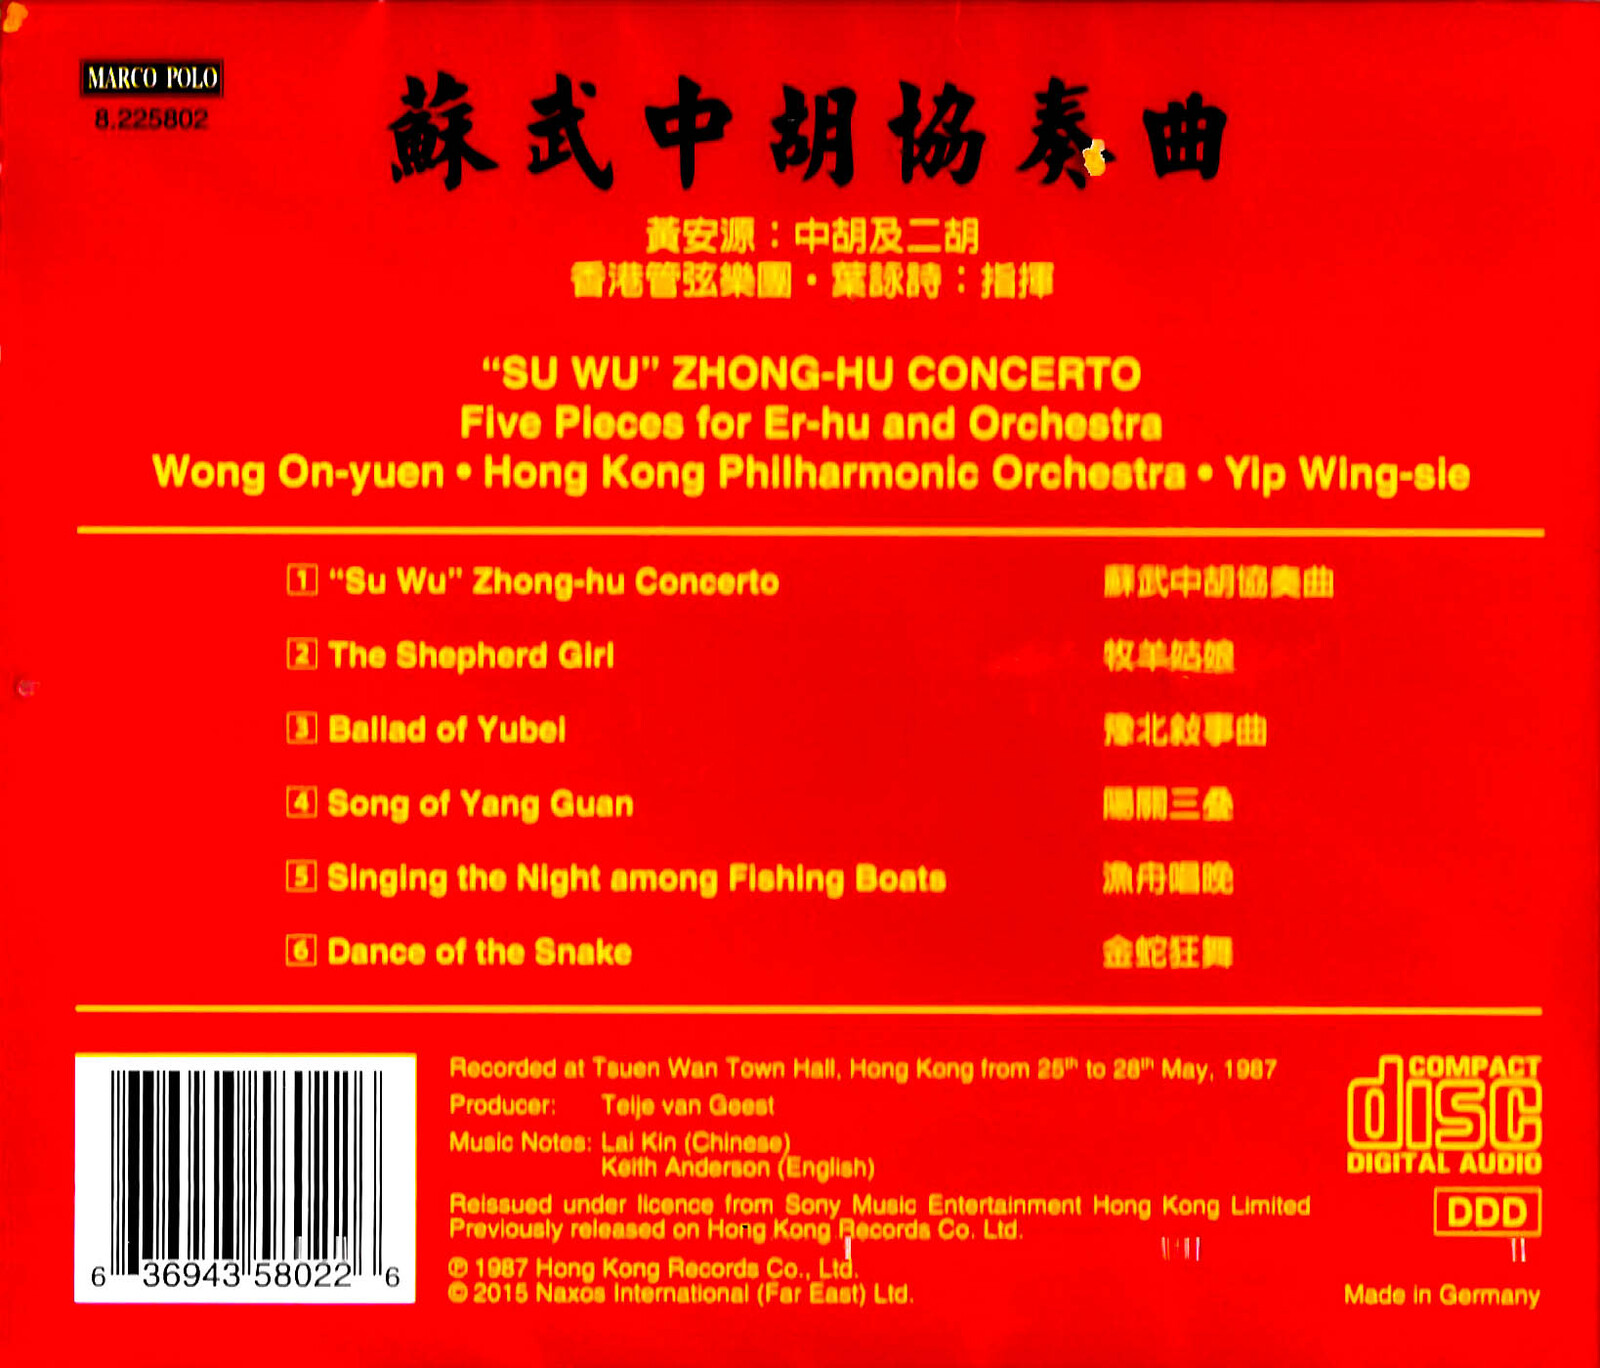 MARCO POLO
8.225802
蘇武中胡協奏曲
黃安源：中胡及二胡
香港管弦樂團・葉詠詩：指揮
“SU WU” ZHONG-HU CONCERTO
Five Pieces for Er-hu and Orchestra
Wong On-yuen • Hong Kong Philharmonic Orchestra • Yip Wing-sie
1 “Su Wu” Zhong-hu Concerto 蘇武中胡協奏曲
2 The Shepherd Girl 牧羊姑娘
3 Ballad of Yubei 豫北敍事曲
4 Song of Yang Guan 陽關三疊
5 Singing the Night among Fishing Boats 漁舟唱晚
6 Dance of the Snake 金蛇狂舞
Recorded at Tsuen Wan Town Hall, Hong Kong from 25th to 28th May, 1987
Producer: Teije van Geest
Music Notes: Lai Kin (Chinese)
Keith Anderson (English)
Reissued under licence from Sony Music Entertainment Hong Kong Limited
Previously released on Hong Kong Records Co. Ltd.
℗ 1987 Hong Kong Records Co., Ltd.
© 2015 Naxos International (Far East) Ltd.
COMPACT
disc
DIGITAL AUDIO
DDD
Made in Germany
6 36943 58022 6